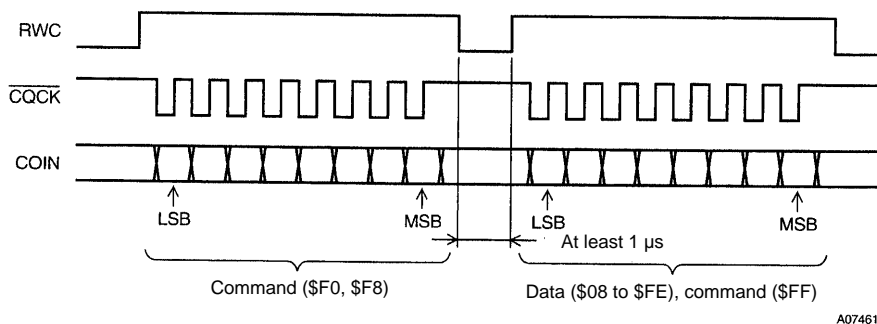 RWC
CQCK
COIN
LSB
MSB
LSB
MSB
At least 1 µs
Command ($F0, $F8)
Data ($08 to $FE), command ($FF)
A07461